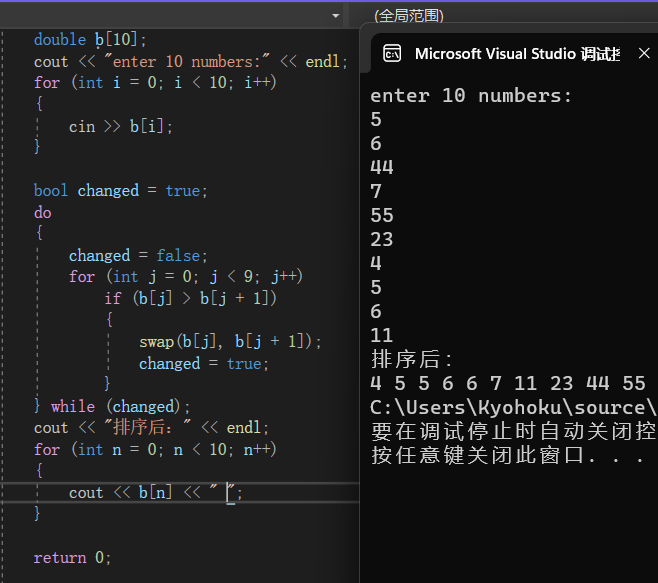 (全局范围)
double b[10];
cout << "enter 10 numbers:" << endl;
for (int i = 0; i < 10; i++)
{
cin >> b[i];
}
bool changed = true;
do
{
changed = false;
for (int j = 0; j < 9; j++)
if (b[j] > b[j + 1])
{
swap(b[j], b[j + 1]);
changed = true;
}
} while (changed);
cout << "排序后：" << endl;
for (int n = 0; n < 10; n++)
{
cout << b[n] << " ";
}
return 0;
Microsoft Visual Studio 调试控
enter 10 numbers:
5
6
44
7
55
23
4
5
6
11
排序后：
4 5 5 6 6 7 11 23 44 55
C:\Users\Kyohoku\source\
要在调试停止时自动关闭控
按任意键关闭此窗口. . .